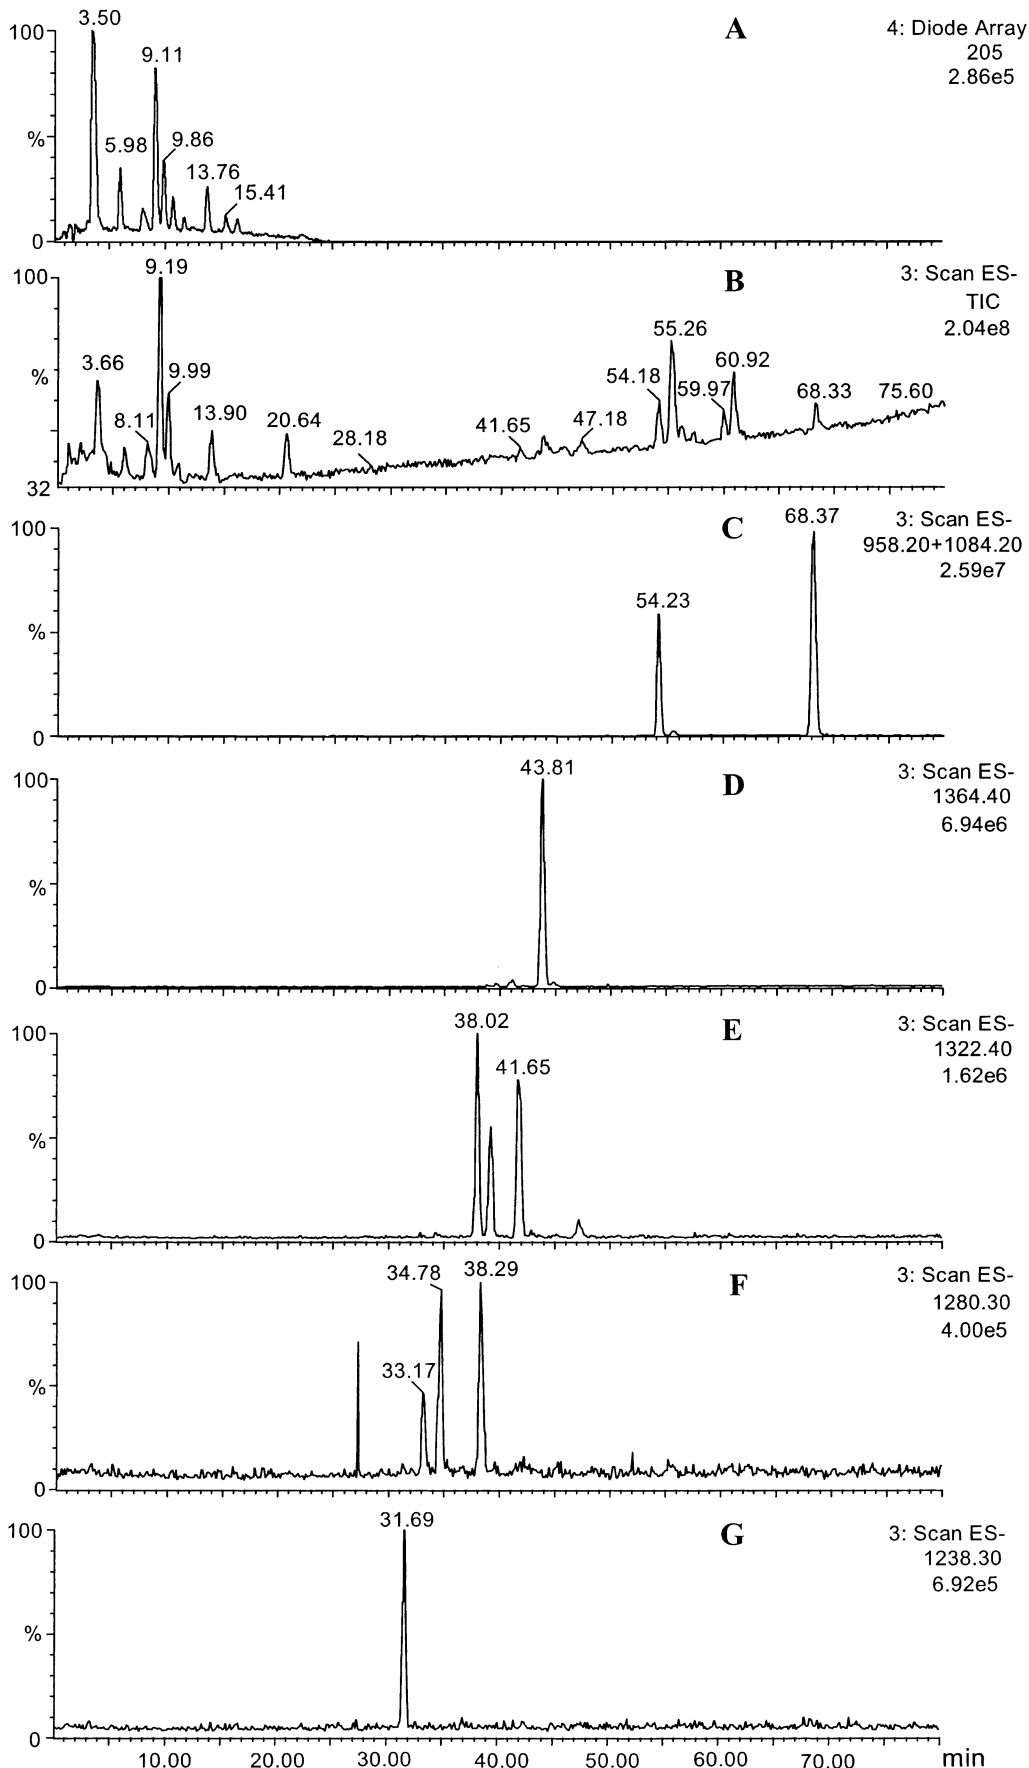 3.50
100
A
4: Diode Array
205
2.86e5
9.11
%
5.98
9.86
13.76
15.41
0
9.19
100
B
3: Scan ES-
TIC
2.04e8
55.26
3.66
60.92
%
9.99
54.18
59.97
68.33
75.60
8.11
13.90
20.64
28.18
41.65
47.18
32
100
C
68.37
3: Scan ES-
958.20+1084.20
2.59e7
54.23
%
0
43.81
100
D
3: Scan ES-
1364.40
6.94e6
%
0
38.02
100
E
3: Scan ES-
1322.40
1.62e6
41.65
%
0
34.78
38.29
100
F
3: Scan ES-
1280.30
4.00e5
33.17
%
0
31.69
100
G
3: Scan ES-
1238.30
6.92e5
%
0
10.00 20.00 30.00 40.00 50.00 60.00 70.00 min